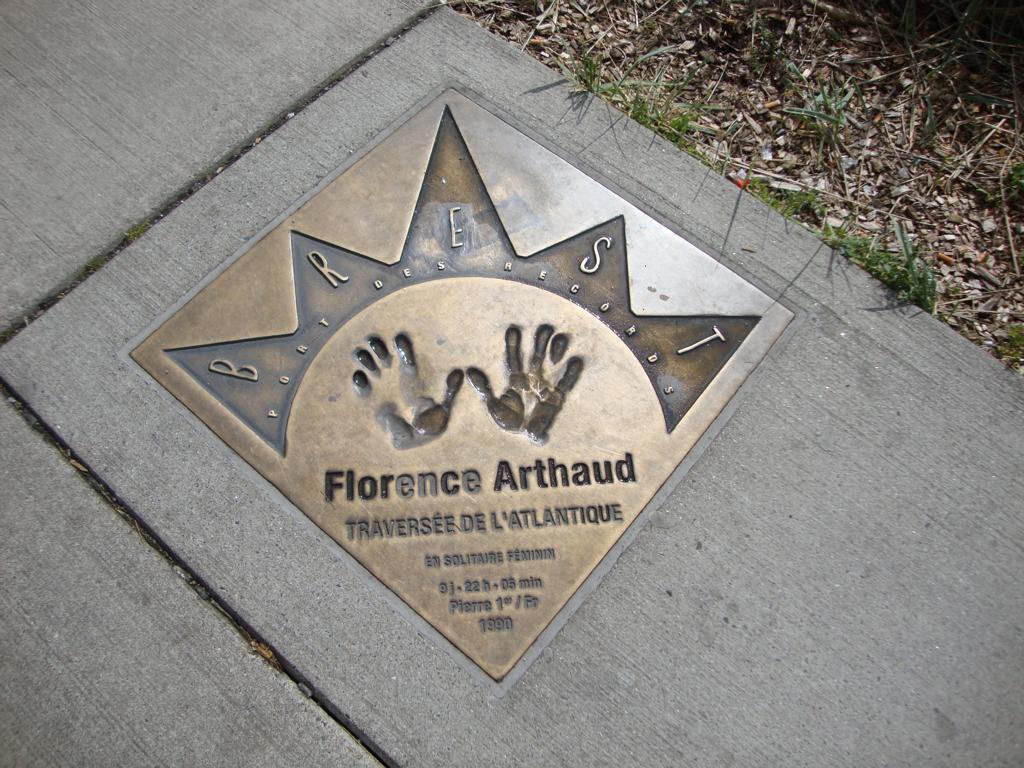 BREST
PORT DES RECORDS
Florence Arthaud
TRAVERSÉE DE L'ATLANTIQUE
EN SOLITAIRE FÉMININ
9 j - 22 h - 05 min
Pierre 1er / Fr
1990